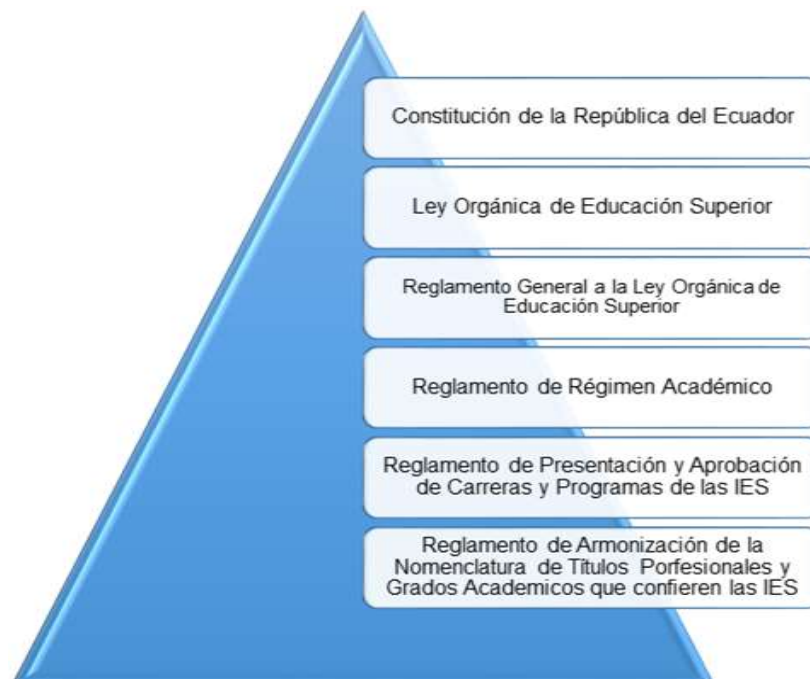 Constitución de la República del Ecuador
Ley Orgánica de Educación Superior
Reglamento General a la Ley Orgánica de
Educación Superior
Reglamento de Régimen Académico
Reglamento de Presentación y Aprobación
de Carreras y Programas de las IES
Reglamento de Armonización de la
Nomenclatura de Títulos Porfesionales y
Grados Academicos que confieren las IES